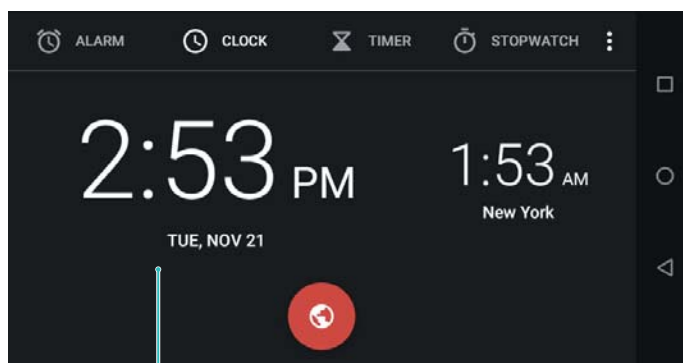 ALARM CLOCK TIMER STOPWATCH
2:53 PM
TUE, NOV 21
1:53 AM
New York